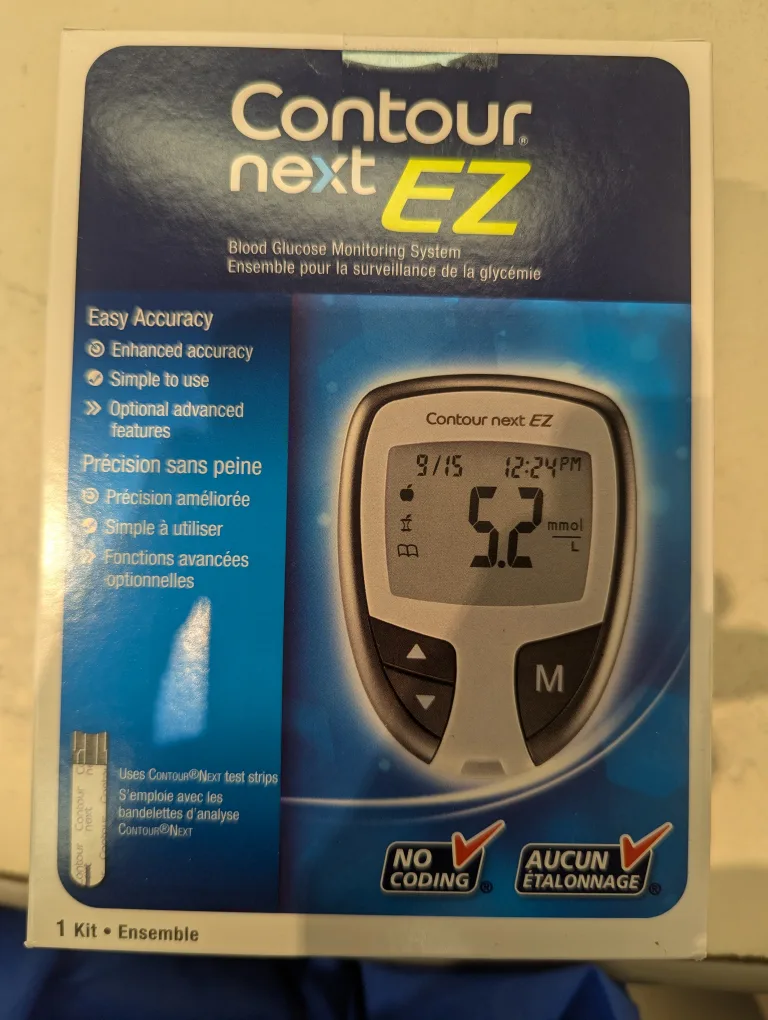 Contour®
next EZ
Blood Glucose Monitoring System
Ensemble pour la surveillance de la glycémie
Easy Accuracy
Enhanced accuracy
Simple to use
Optional advanced
features
Précision sans peine
Précision améliorée
Simple à utiliser
Fonctions avancées
optionnelles
Contour next EZ
9/15 12:24PM
5.2 mmol
L
M
Uses CONTOUR®NEXT test strips
S'emploie avec les
bandelettes d'analyse
CONTOUR®NEXT
Contour
next
NO
CODING®
AUCUN
ÉTALONNAGE®
1 Kit • Ensemble